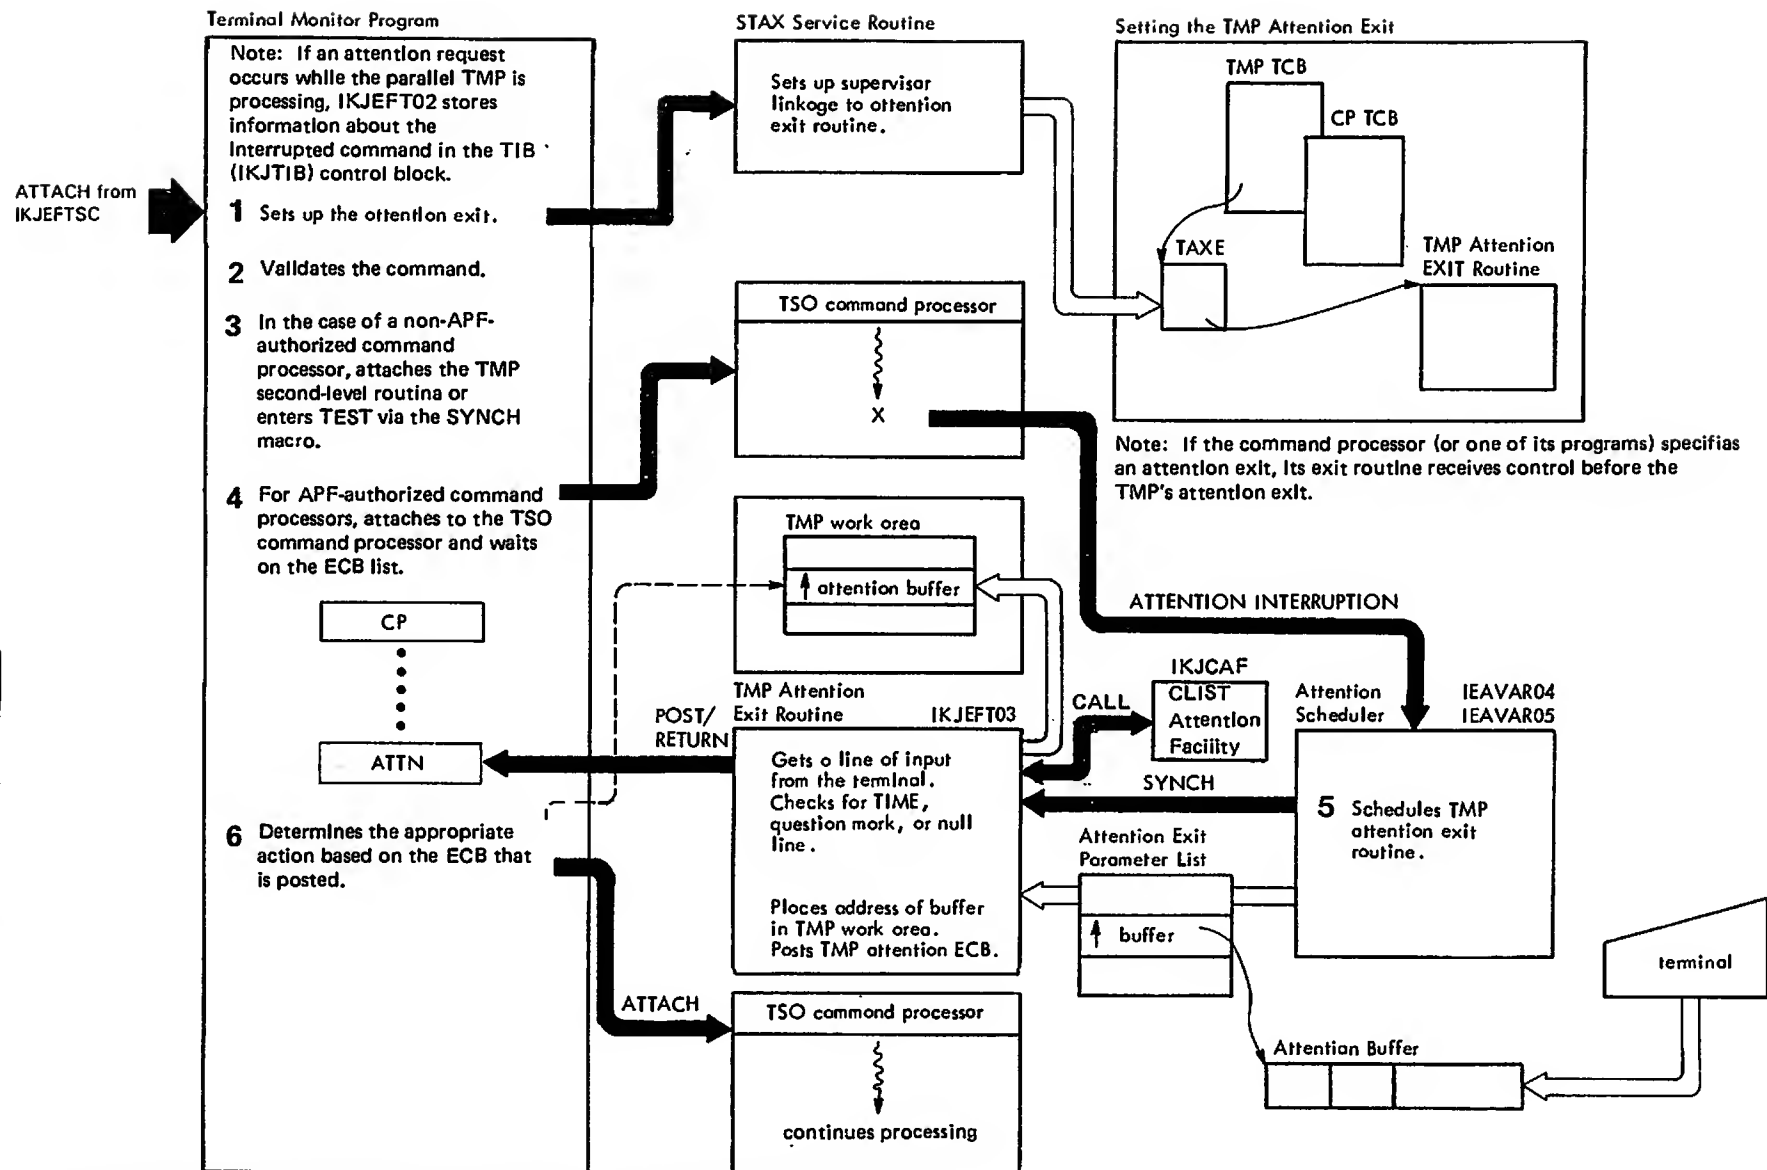 Terminal Monitor Program
Note: If an attention request
occurs while the parallel TMP is
processing, IKJEFT02 stores
information about the
Interrupted command in the TIB
(IKJTIB) control block.
ATTACH from
IKJEFTSC
1 Sets up the attention exit.
2 Validates the command.
3 In the case of a non-APF-
authorized command
processor, attaches the TMP
second-level routina or
enters TEST via the SYNCH
macro.
4 For APF-authorized command
processors, attaches to the TSO
command processor and waits
on the ECB list.
CP
ATTN
6 Determines the appropriate
action based on the ECB that
is posted.
STAX Service Routine
Sets up supervisor
linkage to attention
exit routine.
TSO command processor
X
TMP work area
attention buffer
TMP Attention
Exit Routine IKJEFT03
POST/
RETURN
Gets a line of input
from the terminal.
Checks for TIME,
question mark, or null
line.
Places address of buffer
in TMP work area.
Posts TMP attention ECB.
ATTACH
TSO command processor
continues processing
Setting the TMP Attention Exit
TMP TCB
CP TCB
TAXE
TMP Attention
EXIT Routine
Note: If the command processor (or one of its programs) specifias
an attention exit, its exit routine receives control before the
TMP's attention exit.
ATTENTION INTERRUPTION
IKJCAF
CLIST
Attention
Facility
CALL
Attention
Scheduler
IEAVAR04
IEAVAR05
SYNCH
5 Schedules TMP
attention exit
routine.
Attention Exit
Parameter List
buffer
terminal
Attention Buffer